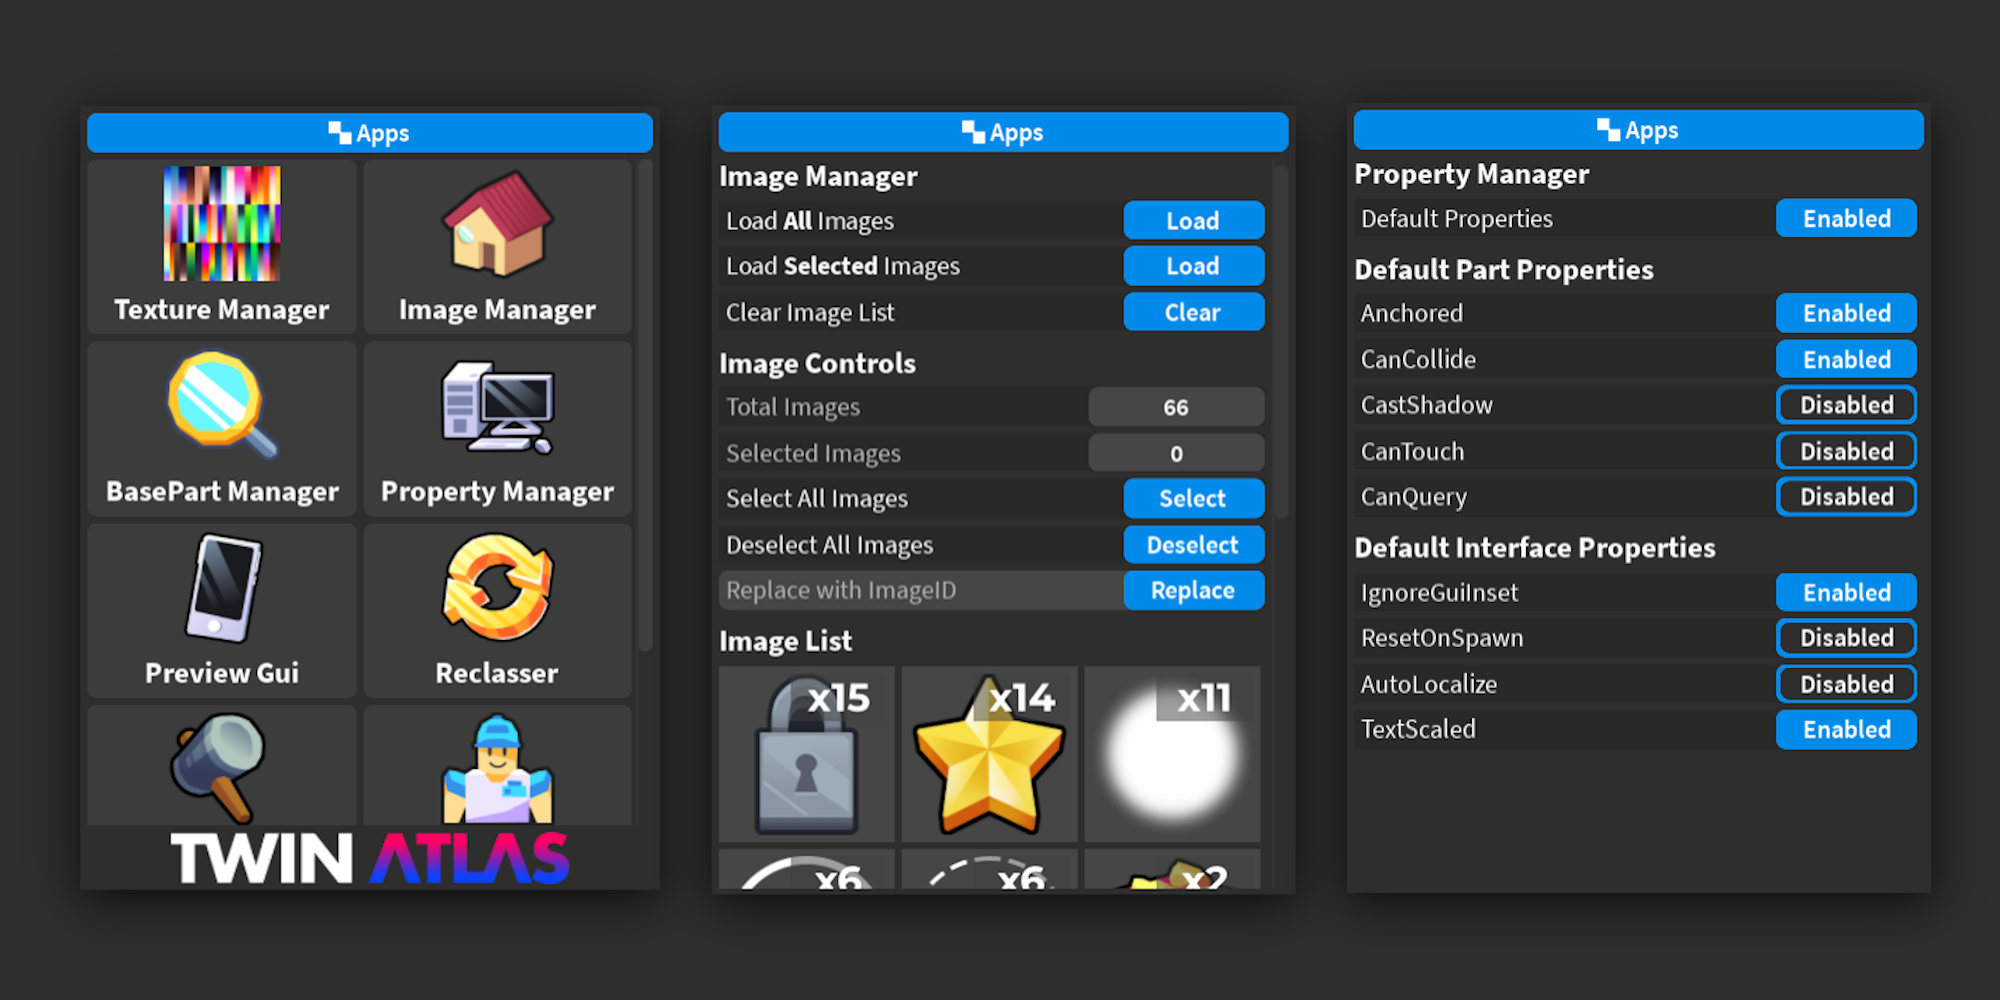 Apps
Texture Manager
Image Manager
BasePart Manager
Property Manager
Preview Gui
Reclasser
TWIN ATLAS
Apps
Image Manager
Load All Images Load
Load Selected Images Load
Clear Image List Clear
Image Controls
Total Images 66
Selected Images 0
Select All Images Select
Deselect All Images Deselect
Replace with ImageID Replace
Image List
x15 x14 x11
x6 x6 x2
Apps
Property Manager
Default Properties Enabled
Default Part Properties
Anchored Enabled
CanCollide Enabled
CastShadow Disabled
CanTouch Disabled
CanQuery Disabled
Default Interface Properties
IgnoreGuiInset Enabled
ResetOnSpawn Disabled
AutoLocalize Disabled
TextScaled Enabled